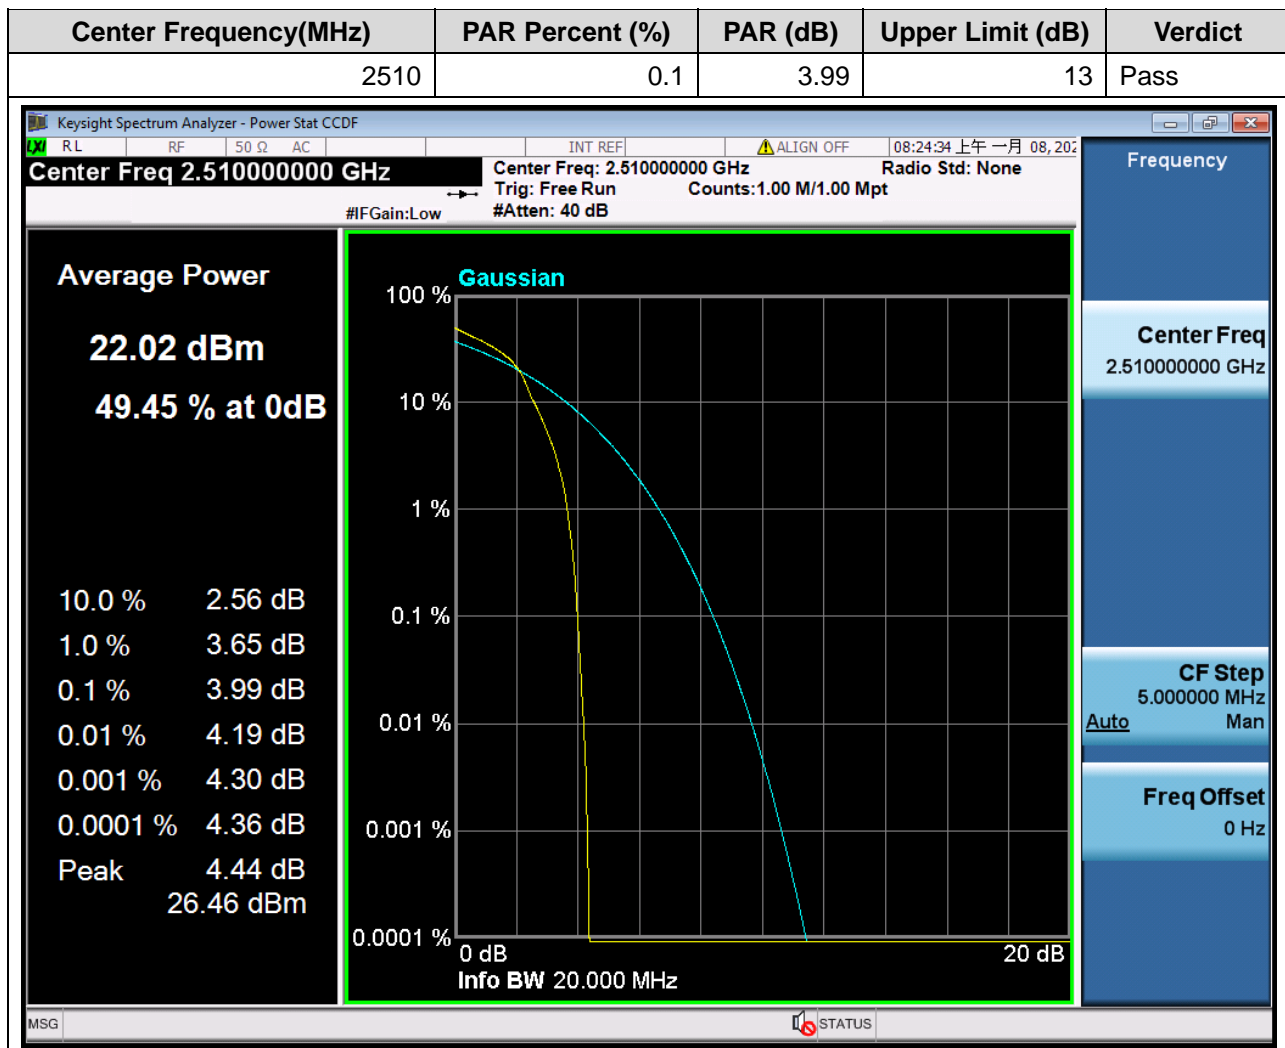 Center Frequency(MHz) PAR Percent (%) PAR (dB) Upper Limit (dB) Verdict
2510 0.1 3.99 13 Pass
Keysight Spectrum Analyzer - Power Stat CCDF
LXI RL RF 50 Ω AC INT REF ALIGN OFF 08:24:34 上午 一月 08, 202
Center Freq 2.510000000 GHz
Center Freq: 2.510000000 GHz Radio Std: None
Trig: Free Run Counts:1.00 M/1.00 Mpt
#IFGain:Low #Atten: 40 dB
Average Power
22.02 dBm
49.45 % at 0dB
10.0 % 2.56 dB
1.0 % 3.65 dB
0.1 % 3.99 dB
0.01 % 4.19 dB
0.001 % 4.30 dB
0.0001 % 4.36 dB
Peak 4.44 dB
26.46 dBm
Gaussian
100 %
10 %
1 %
0.1 %
0.01 %
0.001 %
0.0001 %
0 dB 20 dB
Info BW 20.000 MHz
Frequency
Center Freq
2.510000000 GHz
CF Step
5.000000 MHz
Auto Man
Freq Offset
0 Hz
MSG STATUS